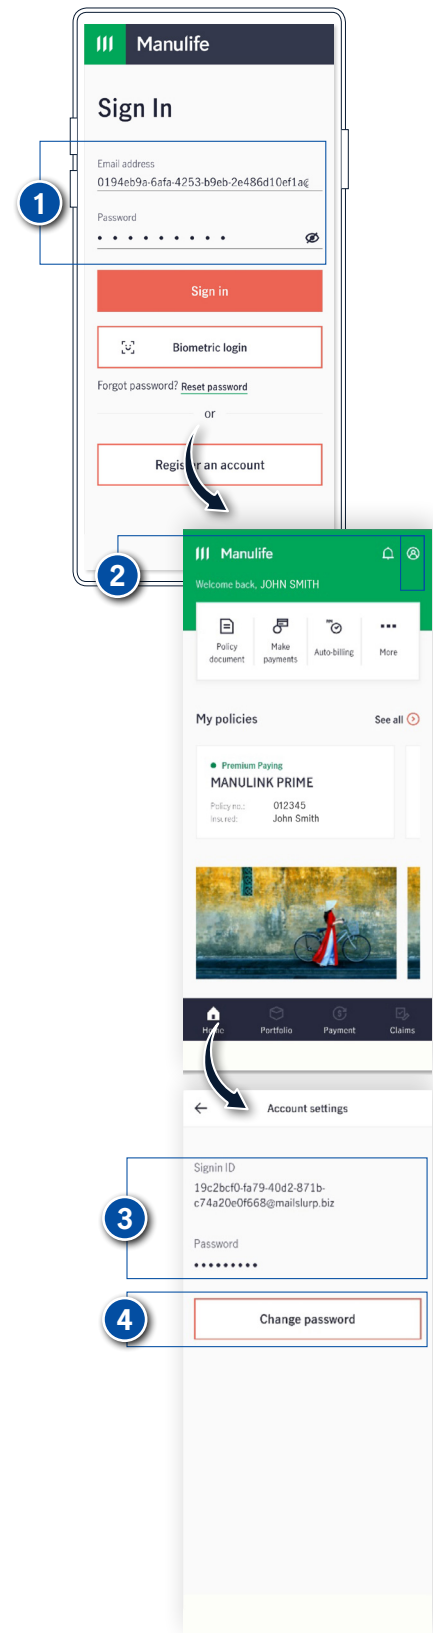 Manulife
Sign In
1
Email address
0194eb9a-6afa-4253-b9eb-2e486d10ef1a@
Password
Sign in
Biometric login
Forgot password? Reset password
or
Register an account
2
Manulife
Welcome back, JOHN SMITH
Policy document
Make payments
Auto-billing
More
My policies
See all
Premium Paying
MANULINK PRIME
Policy no.: 012345
Insured: John Smith
Home
Portfolio
Payment
Claims
Account settings
3
Signin ID
19c2bcf0-fa79-40d2-871b-
c74a20e0f668@mailslurp.biz
Password
4
Change password